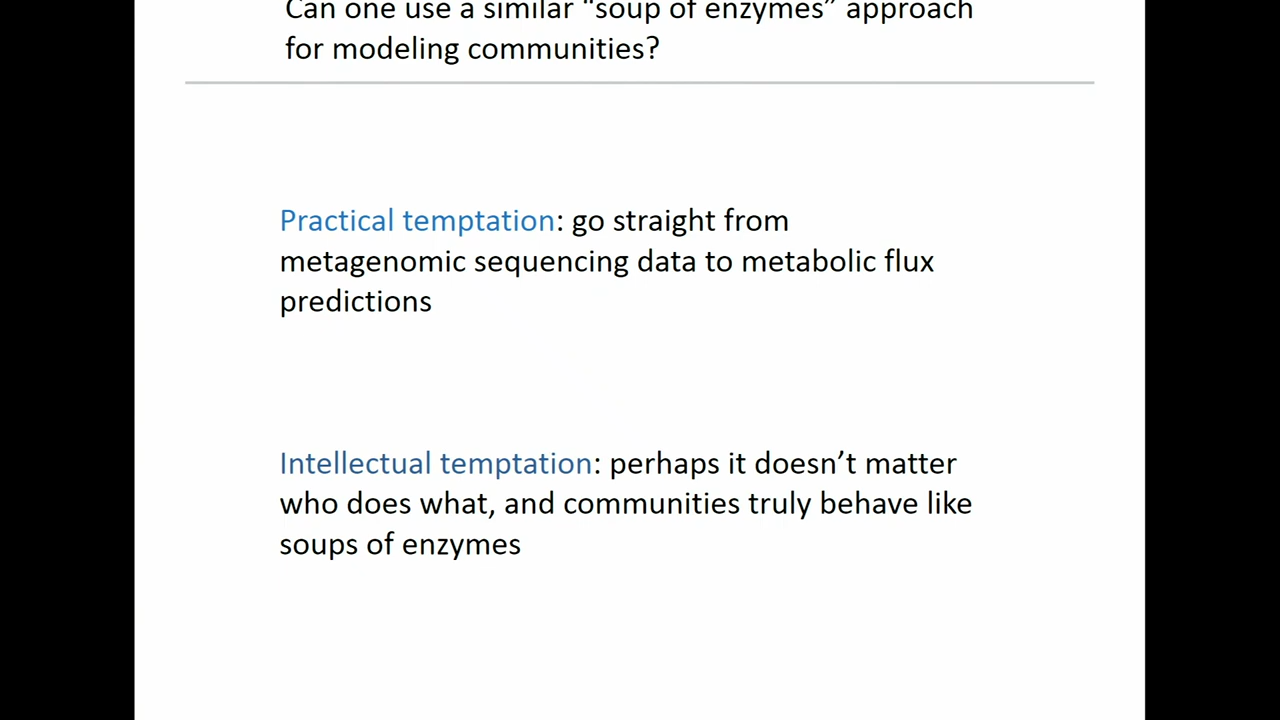 Can one use a similar “soup of enzymes” approach
for modeling communities?
Practical temptation: go straight from
metagenomic sequencing data to metabolic flux
predictions
Intellectual temptation: perhaps it doesn’t matter
who does what, and communities truly behave like
soups of enzymes